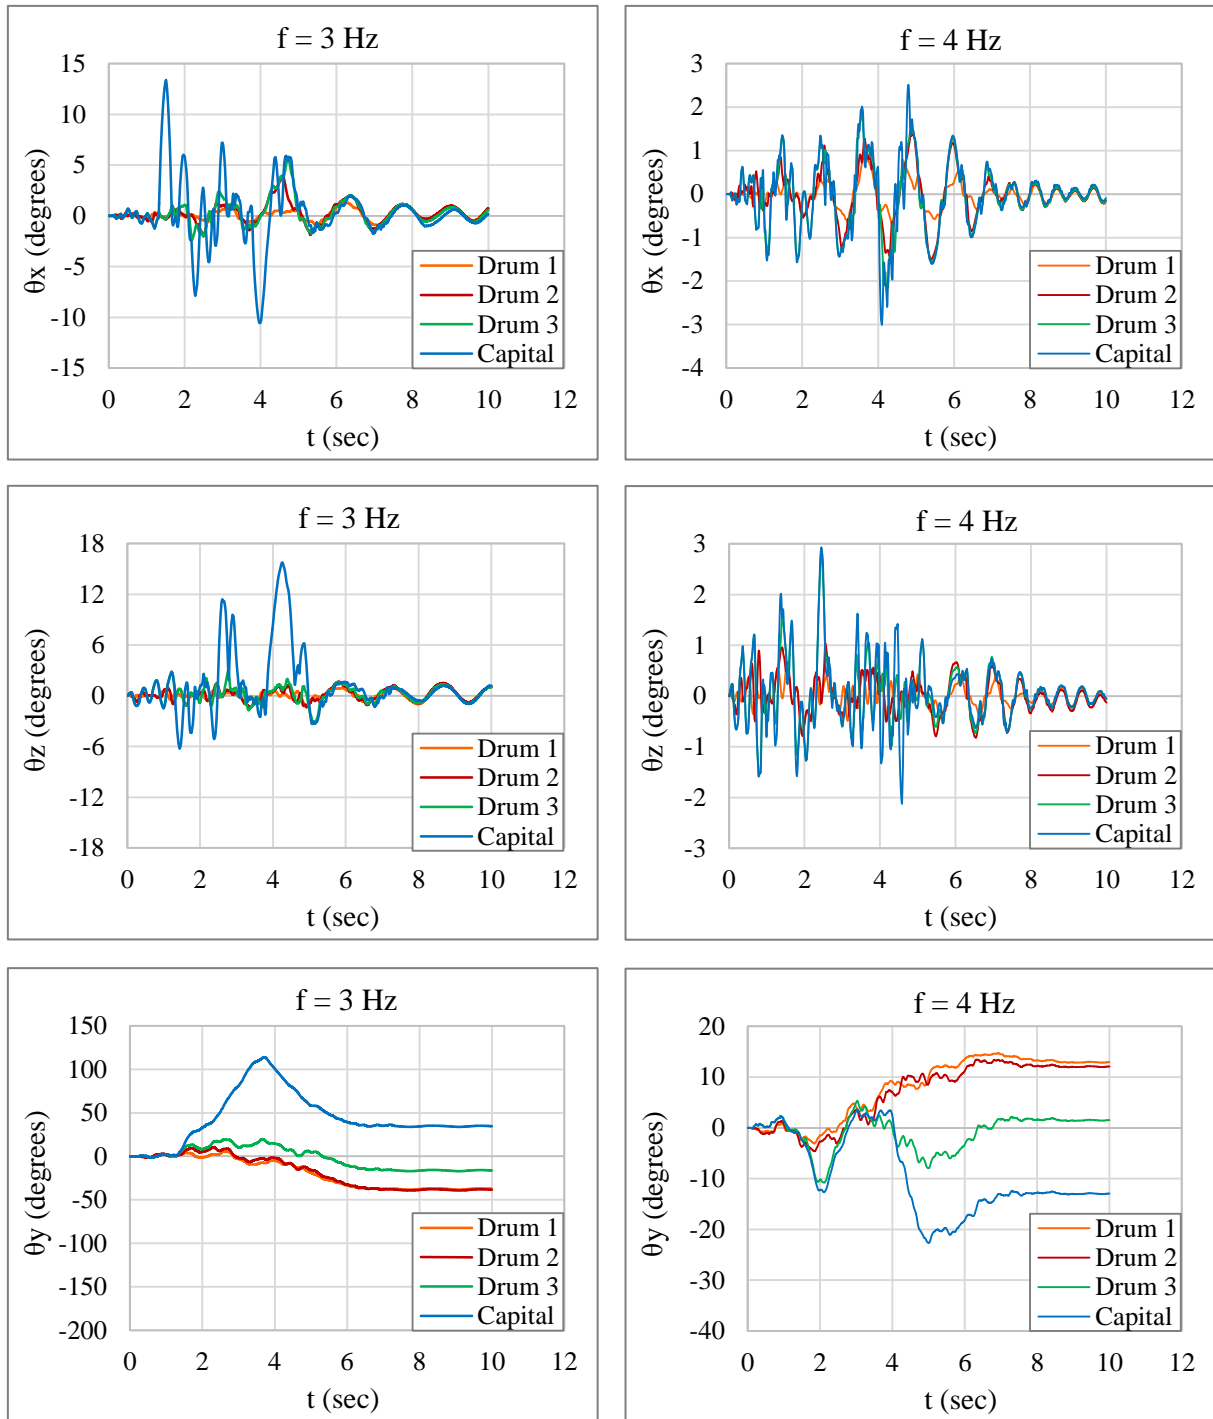 f = 3 Hz
15
10
5
0
-5
-10
-15
θx (degrees)
Drum 1
Drum 2
Drum 3
Capital
0 2 4 6 8 10 12
t (sec)
f = 4 Hz
3
2
1
0
-1
-2
-3
-4
θx (degrees)
Drum 1
Drum 2
Drum 3
Capital
0 2 4 6 8 10 12
t (sec)
f = 3 Hz
18
12
6
0
-6
-12
-18
θz (degrees)
Drum 1
Drum 2
Drum 3
Capital
0 2 4 6 8 10 12
t (sec)
f = 4 Hz
3
2
1
0
-1
-2
-3
θz (degrees)
Drum 1
Drum 2
Drum 3
Capital
0 2 4 6 8 10 12
t (sec)
f = 3 Hz
150
100
50
0
-50
-100
-150
-200
θy (degrees)
Drum 1
Drum 2
Drum 3
Capital
0 2 4 6 8 10 12
t (sec)
f = 4 Hz
20
10
0
-10
-20
-30
-40
θy (degrees)
Drum 1
Drum 2
Drum 3
Capital
0 2 4 6 8 10 12
t (sec)